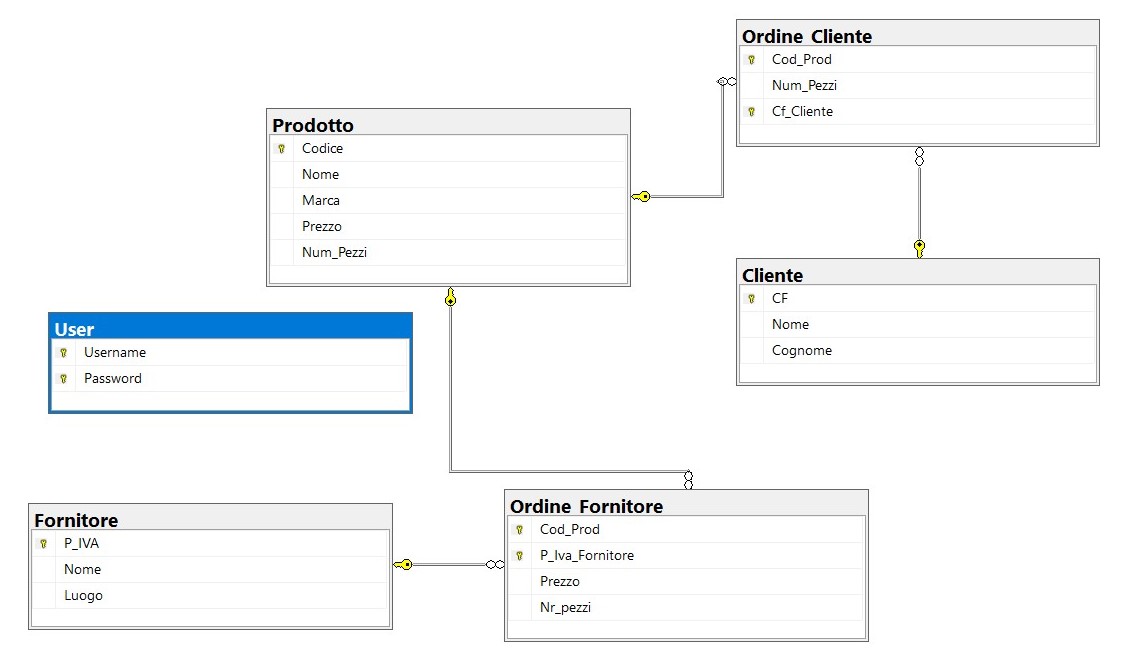 Ordine_Cliente
Cod_Prod
Num_Pezzi
Cf_Cliente
Prodotto
Codice
Nome
Marca
Prezzo
Num_Pezzi
Cliente
CF
Nome
Cognome
User
Username
Password
Fornitore
P_IVA
Nome
Luogo
Ordine_Fornitore
Cod_Prod
P_Iva_Fornitore
Prezzo
Nr_pezzi